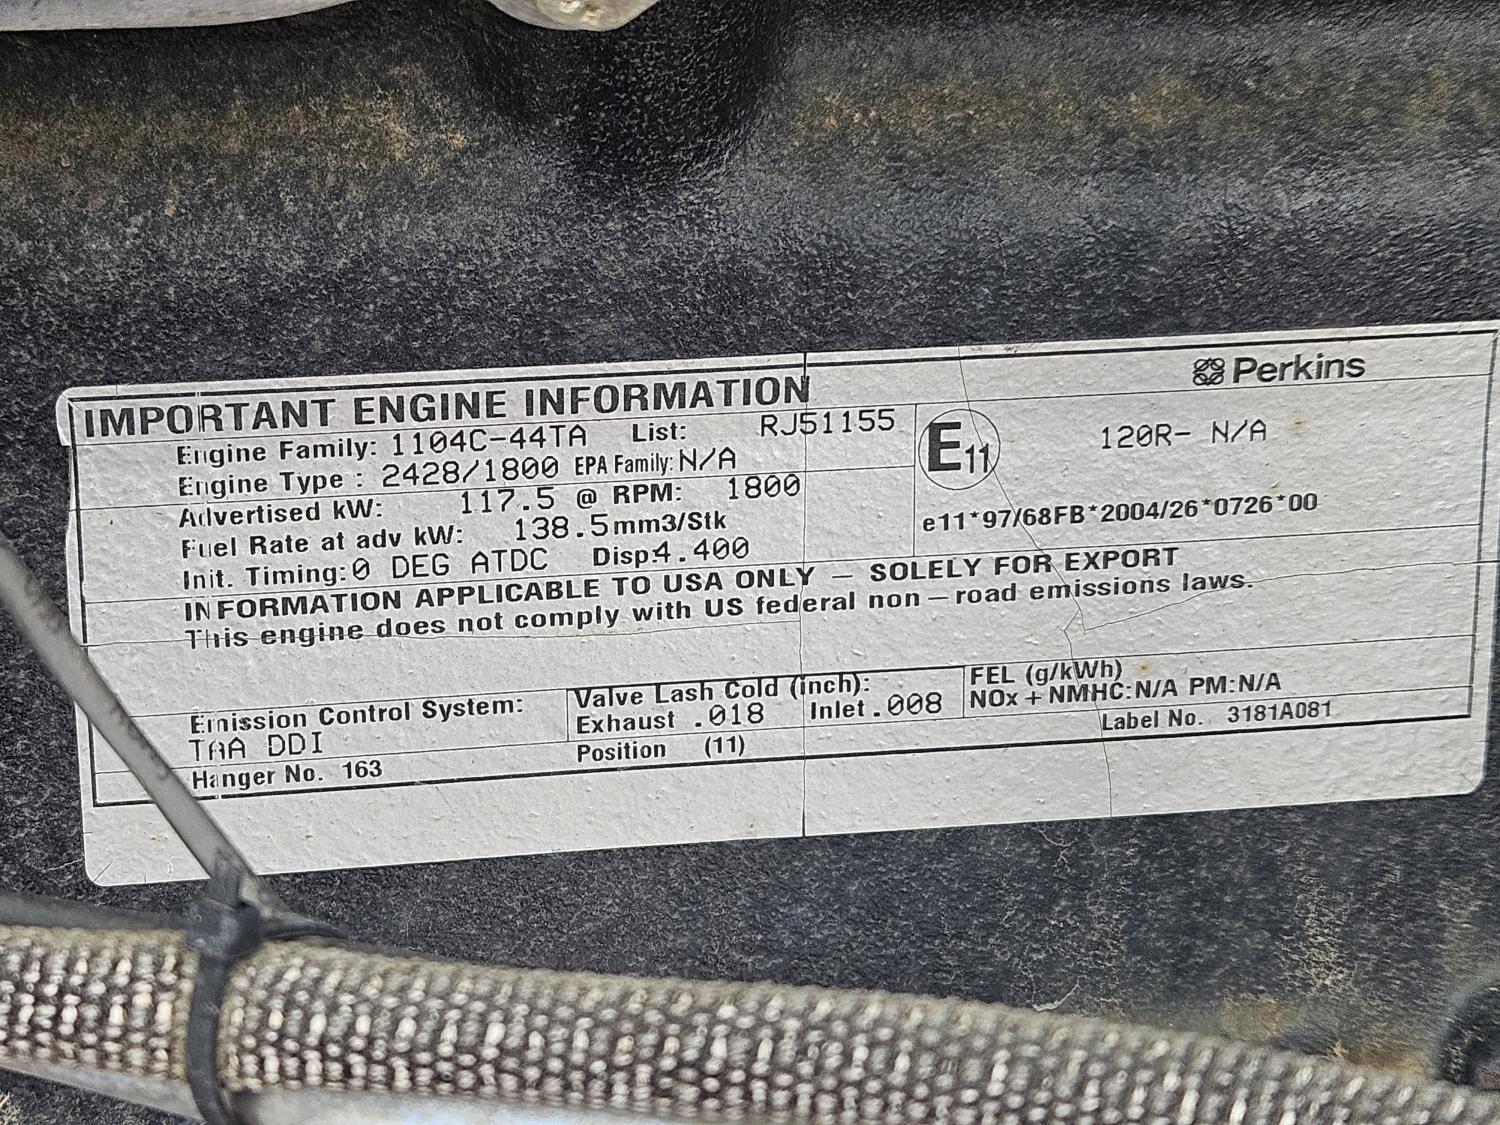 Perkins
IMPORTANT ENGINE INFORMATION
Engine Family: 1104C-44TA List: RJ51155
Engine Type : 2428/1800 EPA Family: N/A
Advertised kW: 117.5 @ RPM: 1800
Fuel Rate at adv kW: 138.5mm3/Stk
Init. Timing: 0 DEG ATDC Disp: 4.400
E11 120R- N/A
e11*97/68FB*2004/26*0726*00
INFORMATION APPLICABLE TO USA ONLY – SOLELY FOR EXPORT
This engine does not comply with US federal non – road emissions laws.
Emission Control System:
TAA DDI
Valve Lash Cold (inch):
Exhaust .018 Inlet .008
FEL (g/kWh)
NOx + NMHC:N/A PM:N/A
Hanger No. 163
Position (11)
Label No. 3181A081